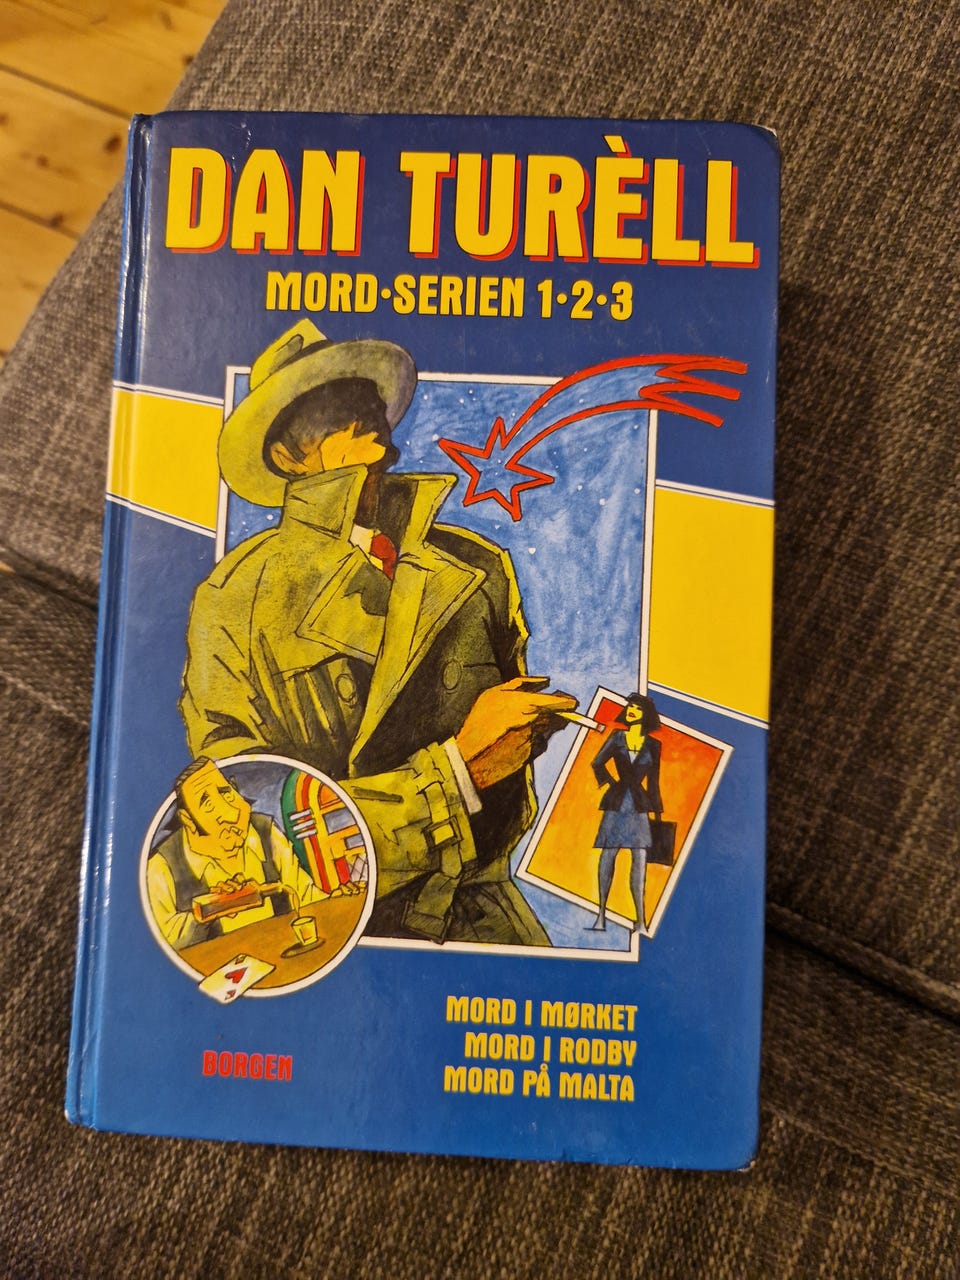 DAN TURÈLL
MORD•SERIEN 1•2•3
MORD I MØRKET
MORD I RODBY
MORD PÅ MALTA
BORGEN